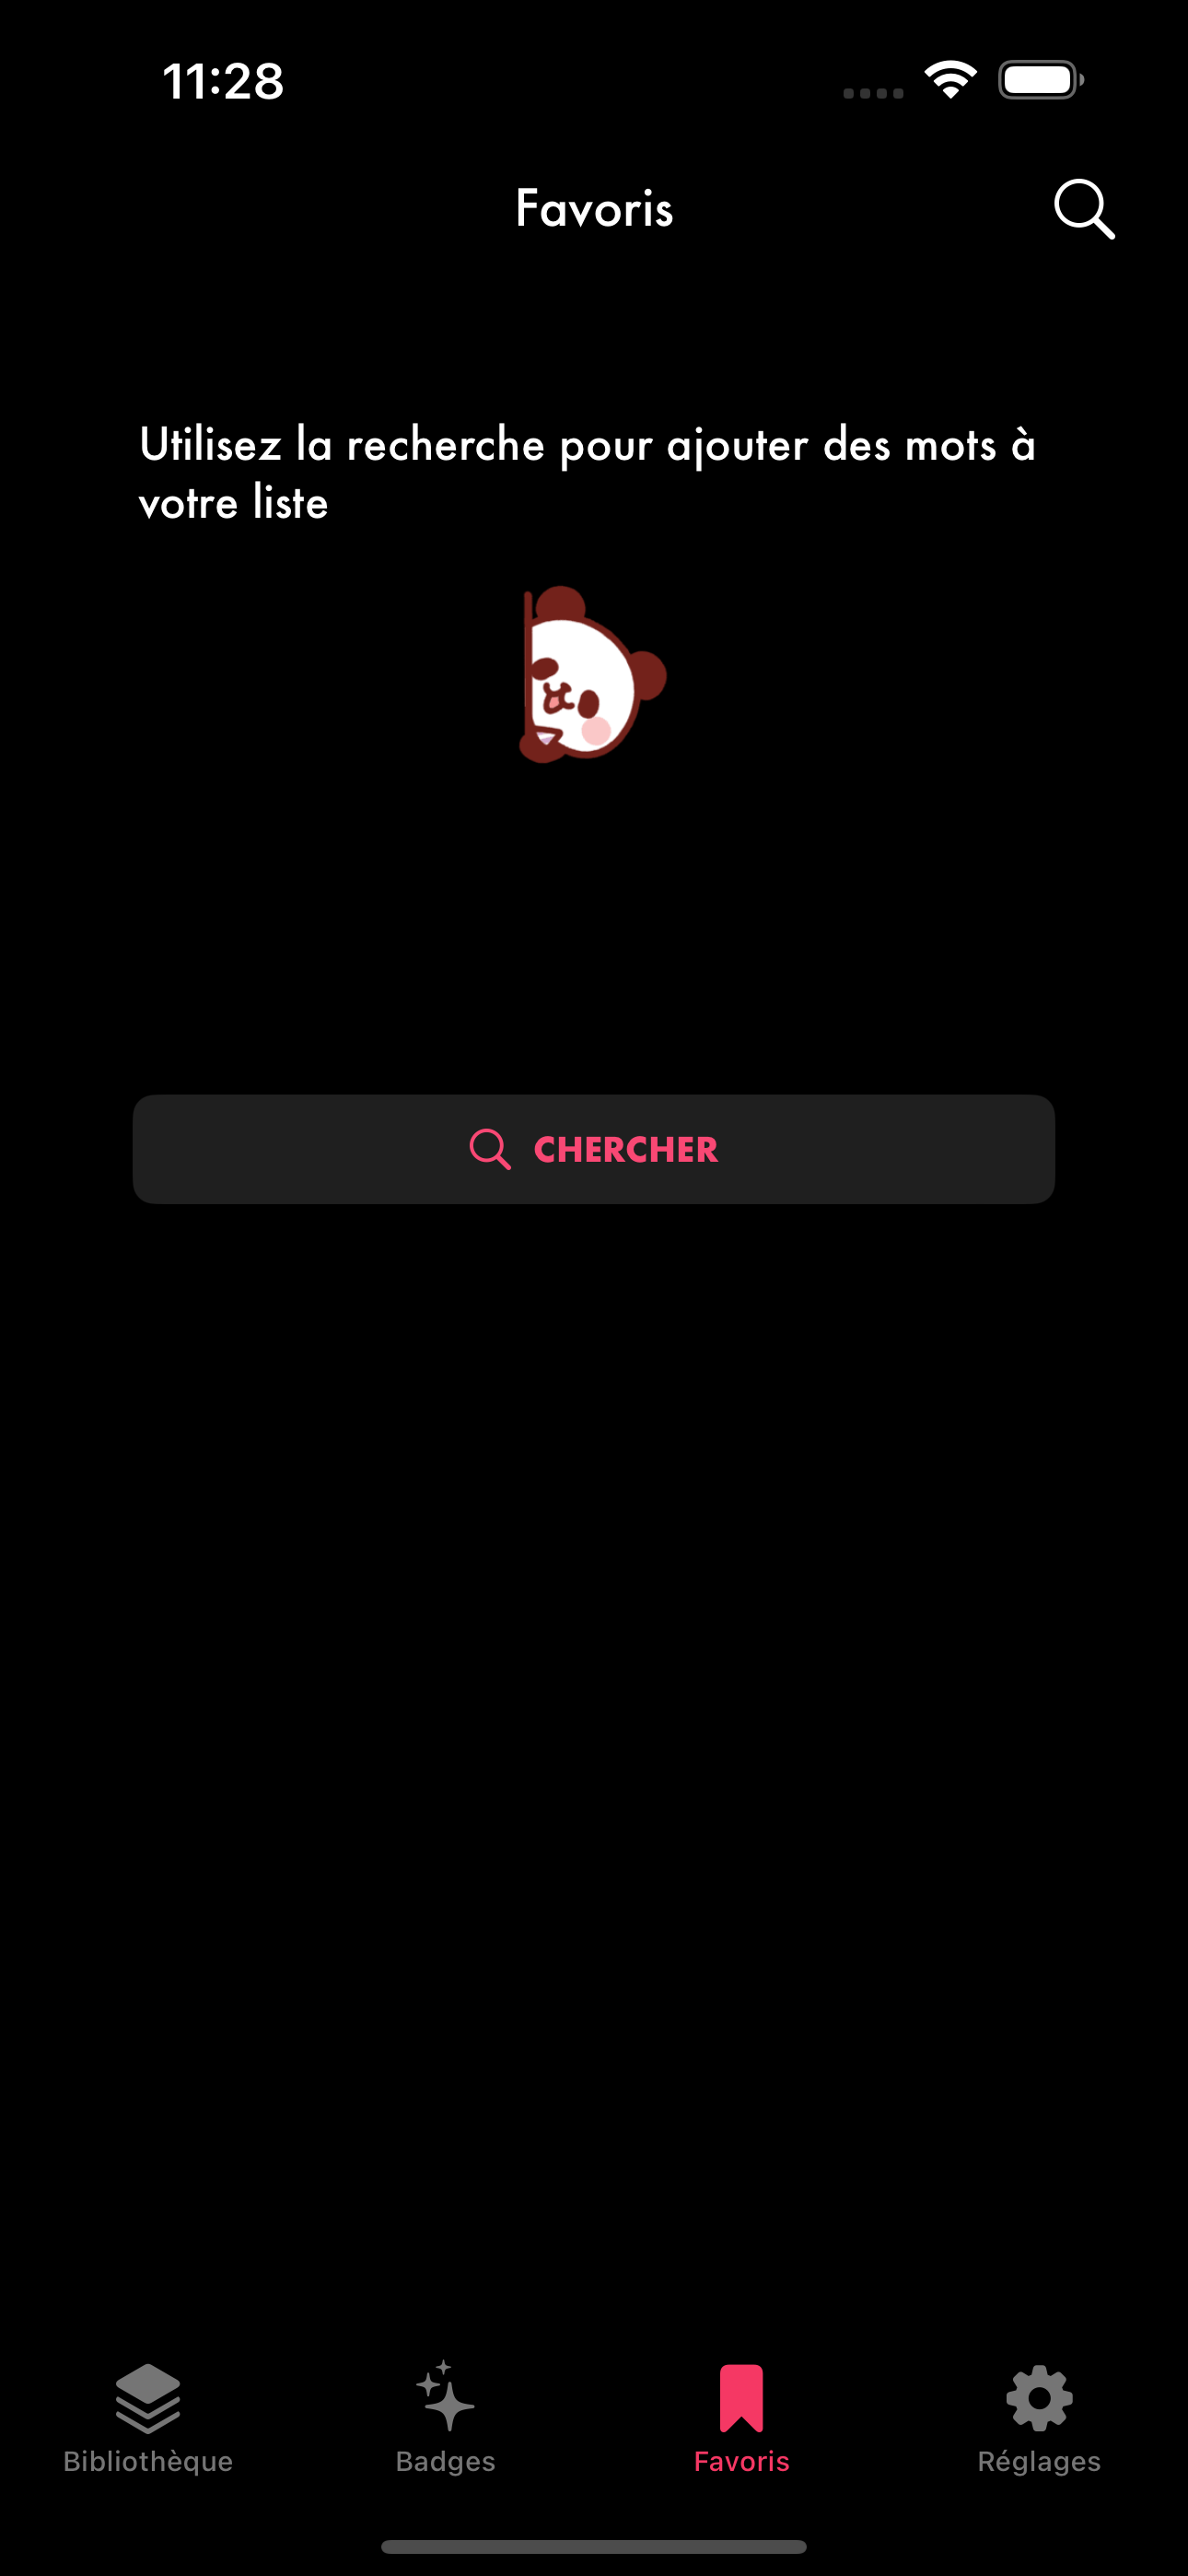 11:28
Favoris
Utilisez la recherche pour ajouter des mots à
votre liste
CHERCHER
Bibliothèque
Badges
Favoris
Réglages